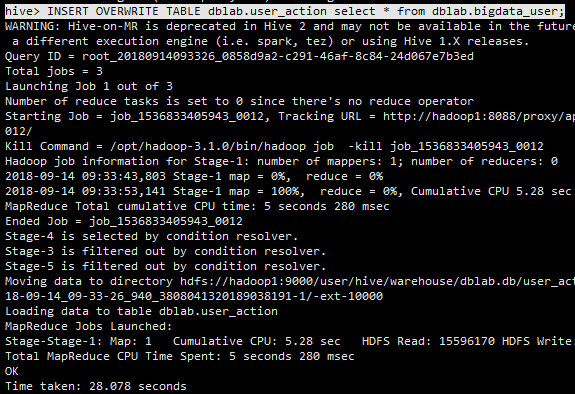 hive> INSERT OVERWRITE TABLE dblab.user_action select * from dblab.bigdata_user;
WARNING: Hive-on-MR is deprecated in Hive 2 and may not be available in the future
 a different execution engine (i.e. spark, tez) or using Hive 1.X releases.
Query ID = root_20180914093326_0858d9a2-c291-46af-8c84-24d067e7b3ed
Total jobs = 3
Launching Job 1 out of 3
Number of reduce tasks is set to 0 since there's no reduce operator
Starting Job = job_1536833405943_0012, Tracking URL = http://hadoop1:8088/proxy/ap
012/
Kill Command = /opt/hadoop-3.1.0/bin/hadoop job  -kill job_1536833405943_0012
Hadoop job information for Stage-1: number of mappers: 1; number of reducers: 0
2018-09-14 09:33:43,803 Stage-1 map = 0%,  reduce = 0%
2018-09-14 09:33:53,141 Stage-1 map = 100%,  reduce = 0%, Cumulative CPU 5.28 sec
MapReduce Total cumulative CPU time: 5 seconds 280 msec
Ended Job = job_1536833405943_0012
Stage-4 is selected by condition resolver.
Stage-3 is filtered out by condition resolver.
Stage-5 is filtered out by condition resolver.
Moving data to directory hdfs://hadoop1:9000/user/hive/warehouse/dblab.db/user_act
18-09-14_09-33-26_940_3808041320189038191-1/-ext-10000
Loading data to table dblab.user_action
MapReduce Jobs Launched:
Stage-Stage-1: Map: 1   Cumulative CPU: 5.28 sec   HDFS Read: 15596170 HDFS Write:
Total MapReduce CPU Time Spent: 5 seconds 280 msec
OK
Time taken: 28.078 seconds